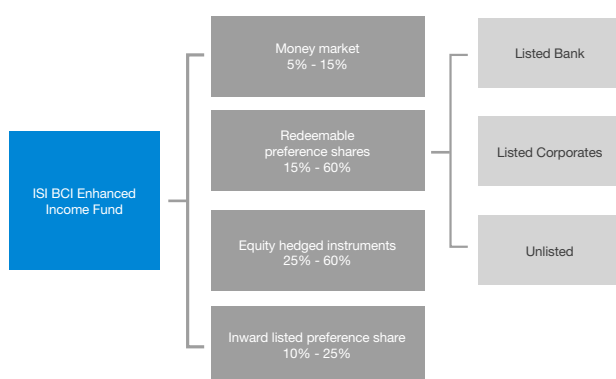 ISI BCI Enhanced
Income Fund
Money market
5% - 15%
Redeemable
preference shares
15% - 60%
Equity hedged instruments
25% - 60%
Inward listed preference share
10% - 25%
Listed Bank
Listed Corporates
Unlisted